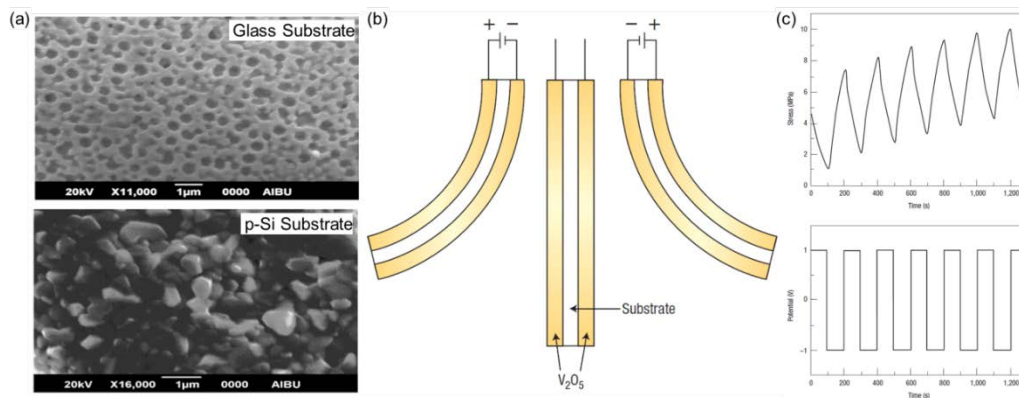 (a)
Glass Substrate
20kV X11,000 1µm 0000 AIBU
p-Si Substrate
20kV X16,000 1µm 0000 AIBU
(b)
+ − − +
Substrate
V₂O₅
(c)
10
8
6
4
2
0
Stress (MPa)
0 200 400 600 800 1,000 1,200
Time (s)
1
0
−1
Potential (V)
0 200 400 600 800 1,000 1,200
Time (s)